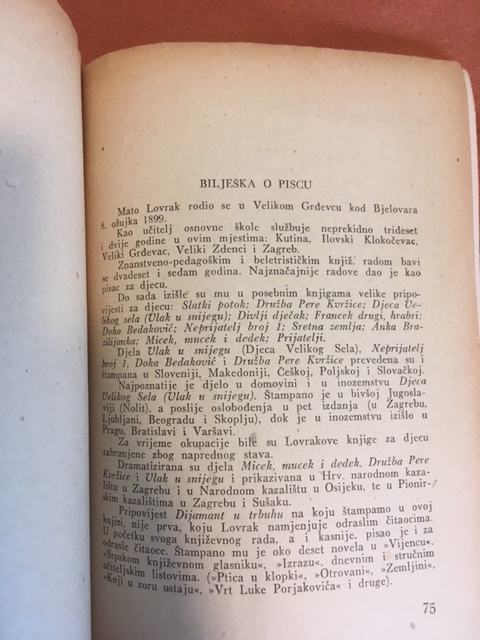 BILJEŠKA O PISCU
Mato Lovrak rodio se u Velikom Grđevcu kod Bjelovara
8. ožujka 1899.
Kao učitelj osnovne škole službuje neprekidno trideset
i dvije godine u ovim mjestima: Kutina, Ilovski Klokočevac,
Veliki Grđevac, Veliki Zdenci i Zagreb.
Znanstveno-pedagoškim i beletrističkim knjiž. radom bavi
se dvadeset i sedam godina. Najznačajnije radove dao je kao
pisac za djecu.
Do sada izišle su mu u posebnim knjigama velike pripo-
vijesti za djecu: Slatki potok; Družba Pere Kvržice; Djeca Ve-
likog sela (Vlak u snijegu); Divlji dječak; Francek drugi, hrabri;
Đoka Bedaković; Neprijatelj broj 1; Sretna zemlja; Anka Bra-
zilijanka; Micek, mucek i dedek; Prijatelji.
Djela Vlak u snijegu (Djeca Velikog Sela), Neprijatelj
broj 1, Đoka Bedaković i Družba Pere Kvržice prevedena su i
štampana u Sloveniji, Makedoniji, Češkoj, Poljskoj i Slovačkoj.
Najpoznatije je djelo u domovini i u inozemstvu Djeca
Velikog Sela (Vlak u snijegu). Štampano je u bivšoj Jugosla-
viji (Nolit), a poslije oslobođenja u pet izdanja (u Zagrebu,
Ljubljani, Beogradu i Skoplju), dok je u inozemstvu izišlo u
Pragu, Bratislavi i Varšavi.
Za vrijeme okupacije bile su Lovrakove knjige za djecu
zabranjene zbog naprednog stava.
Dramatizirana su djela Micek, mucek i dedek, Družba Pere
Kvržice i Vlak u snijegu i prikazivana u Hrv. narodnom kaza-
lištu u Zagrebu i u Narodnom kazalištu u Osijeku, te u Pionir-
skim kazalištima u Zagrebu i Sušaku.
Pripovijest Dijamant u trbuhu na koju štampamo u ovoj
knjizi, nije prva, koju Lovrak namjenjuje odraslim čitaocima.
U početku svoga književnog rada, a i kasnije, pisao je i za
odrasle čitaoce. Štampano mu je oko deset novela u »Vijencu«,
»Srpskom književnom glasniku«, »Izrazu«, dnevnim i stručnim
učiteljskim listovima. (»Ptica u klopki«, »Otrovani«, »Zemljini«,
»Koji u zoru ustaju«, »Vrt Luke Porjakovića« i druge).
75